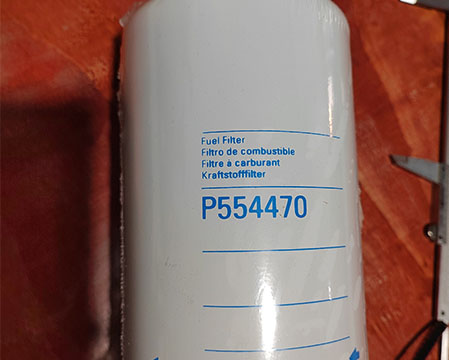 Fuel Filter
Filtro de combustible
Filtre à carburant
Kraftstofffilter
P554470